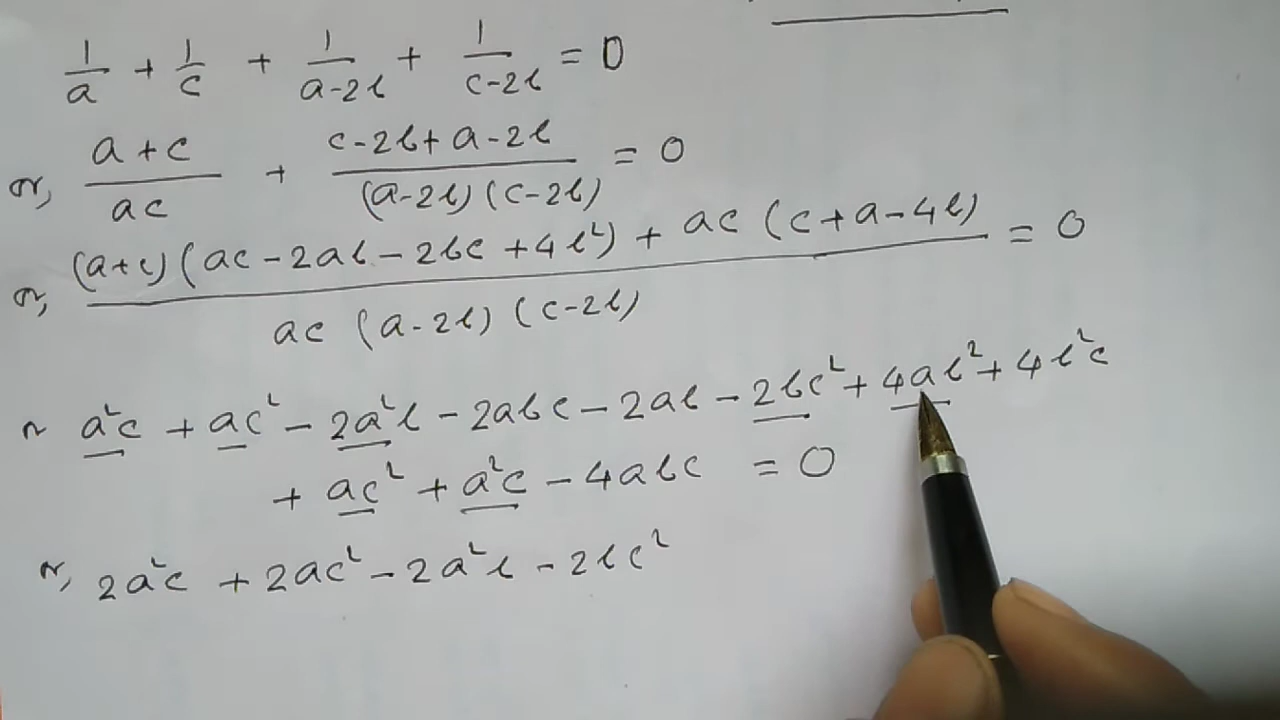 1/a + 1/c + 1/(a-2b) + 1/(c-2b) = 0
or, (a+c)/(ac) + (c-2b+a-2b)/((a-2b)(c-2b)) = 0
or, ((a+c)(ac-2ab-2bc+4b²) + ac(c+a-4b))/(ac(a-2b)(c-2b)) = 0
or a²c + ac² - 2a²b - 2abc - 2ab - 2bc² + 4ab² + 4b²c
+ ac² + a²c - 4abc = 0
or, 2a²c + 2ac² - 2a²b - 2bc²